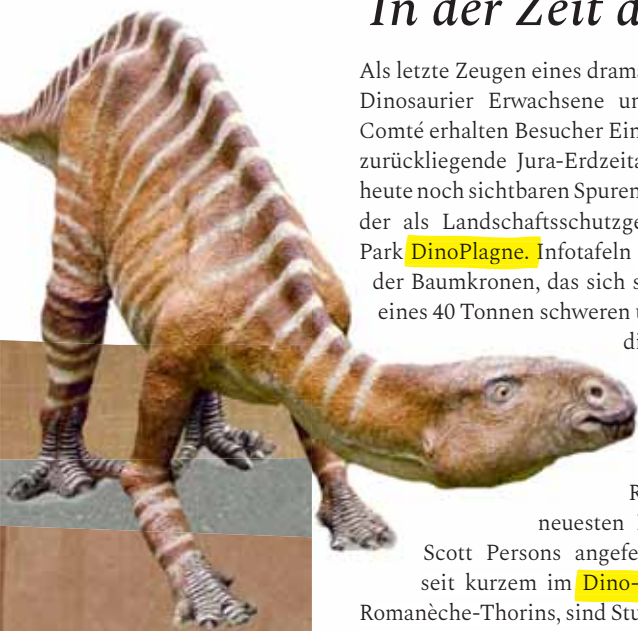 In der Zeit d
Als letzte Zeugen eines drama
Dinosaurier Erwachsene un
Comté erhalten Besucher Ein
zurückliegende Jura-Erdzeita
heute noch sichtbaren Spuren
der als Landschaftsschutzge
Park DinoPlagne. Infotafeln
der Baumkronen, das sich s
eines 40 Tonnen schweren u
di
R
neuesten
Scott Persons angefe
seit kurzem im Dino-
Romanèche-Thorins, sind Stu